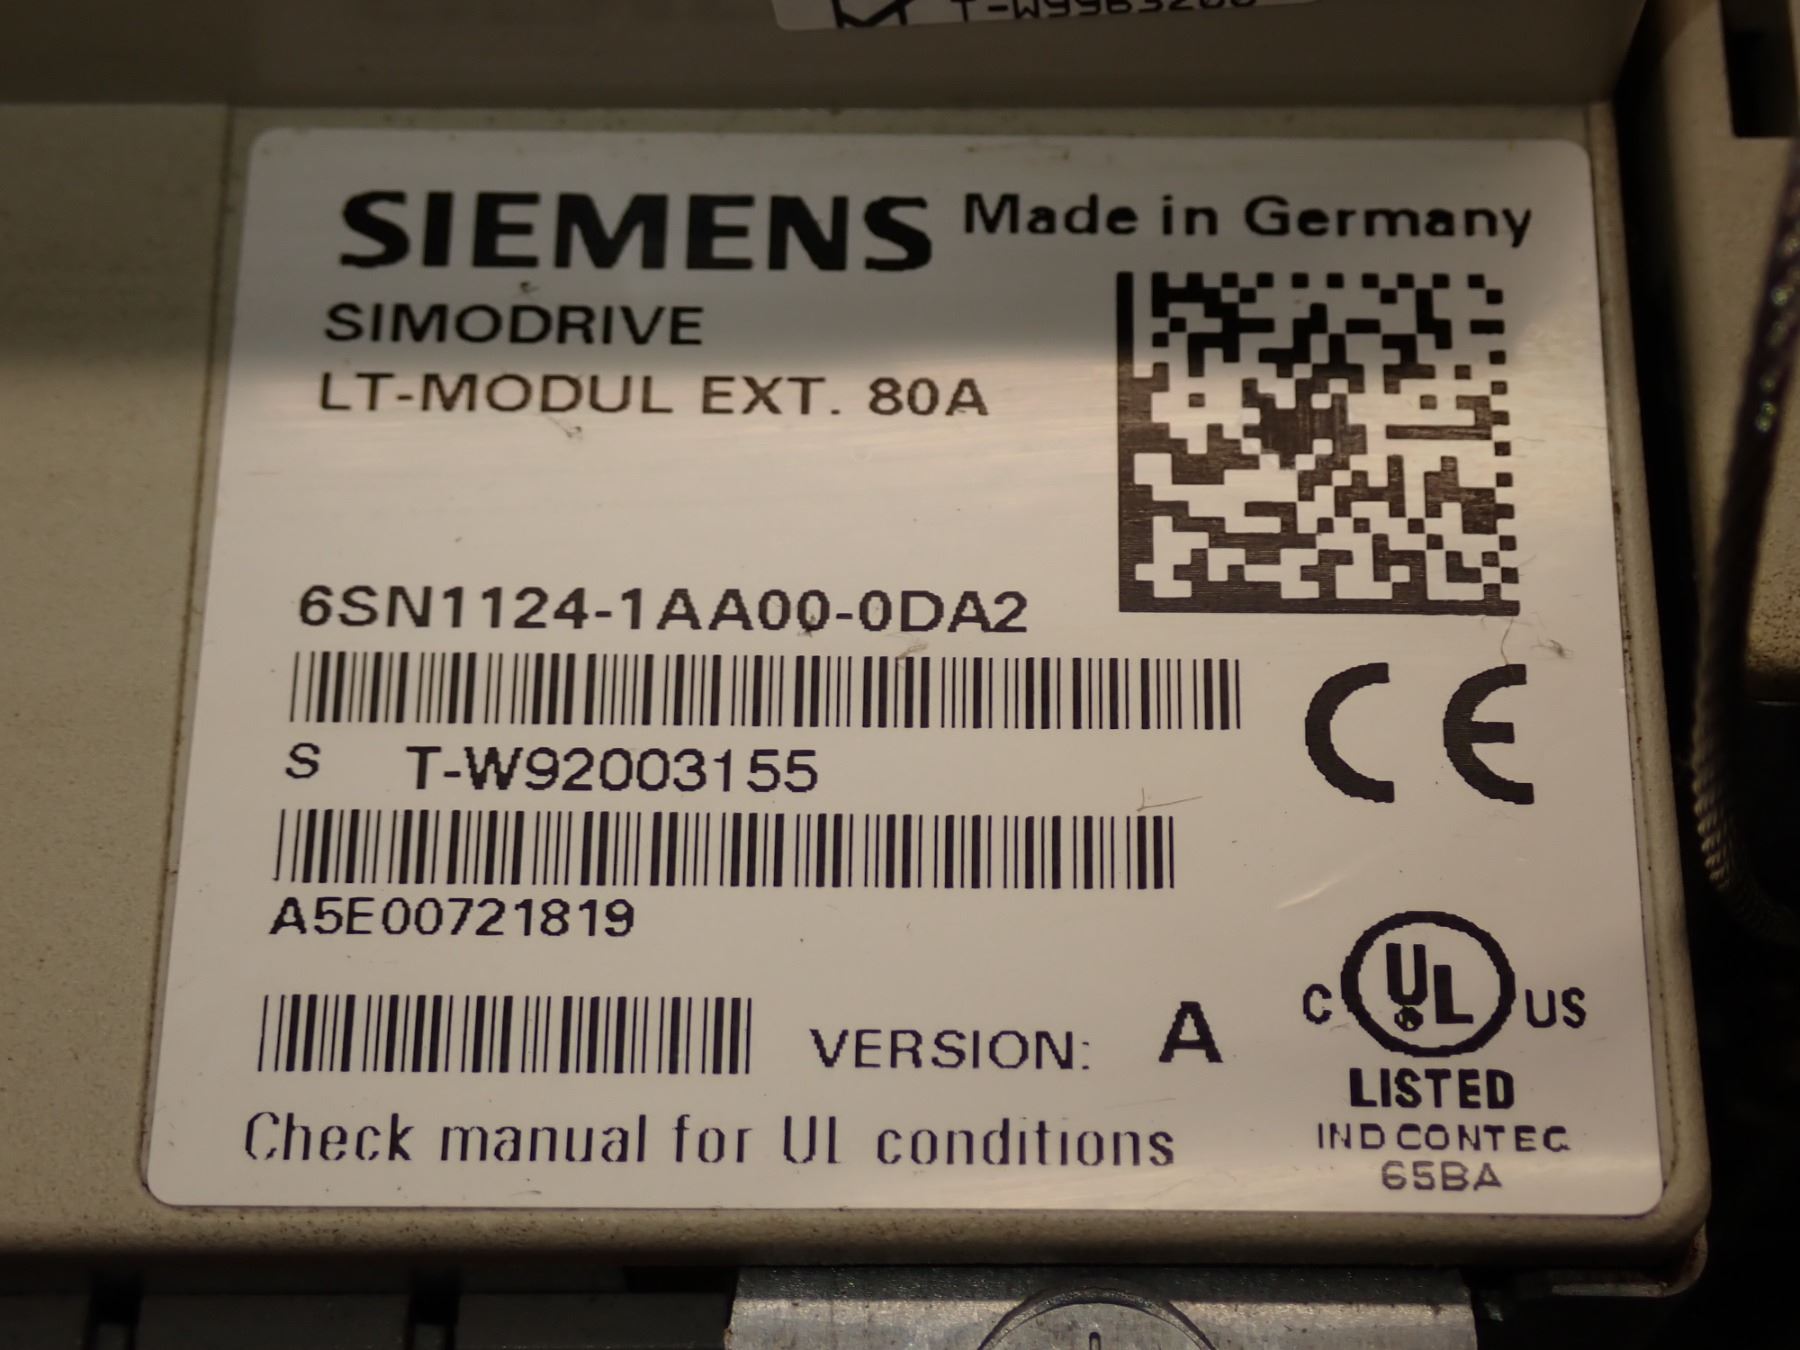 SIEMENS Made in Germany
SIMODRIVE
LT-MODUL EXT. 80A
6SN1124-1AA00-0DA2
S T-W92003155
A5E00721819
VERSION: A
C UL US
LISTED
IND CONT EQ
65BA
Check manual for UL conditions
CE